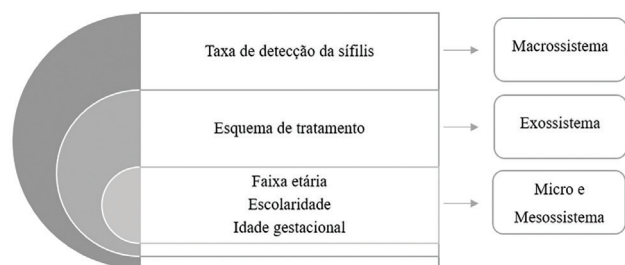 Taxa de detecção da sífilis
Macrossistema
Esquema de tratamento
Exossistema
Faixa etária
Escolaridade
Idade gestacional
Micro e
Mesossistema